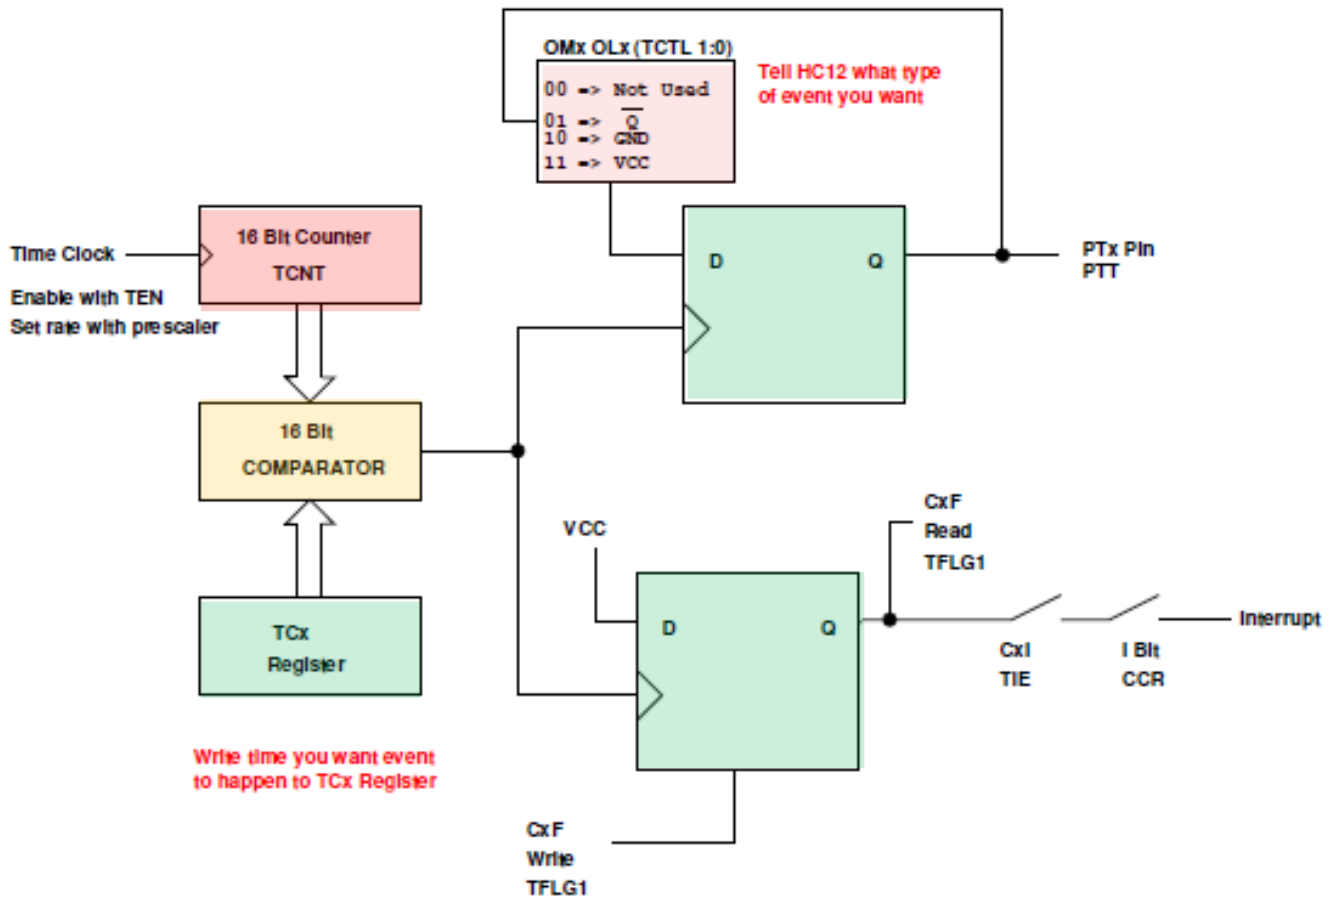 OMx OLx (TCTL 1:0)
00 => Not Used
01 => Q̅
10 => GND
11 => VCC
Tell HC12 what type
of event you want
16 Bit Counter
TCNT
Time Clock
Enable with TEN
Set rate with prescaler
D
Q
PTx Pin
PTT
16 Bit
COMPARATOR
VCC
CxF
Read
TFLG1
TCx
Register
D
Q
Interrupt
CxI
TIE
I Bit
CCR
Write time you want event
to happen to TCx Register
CxF
Write
TFLG1